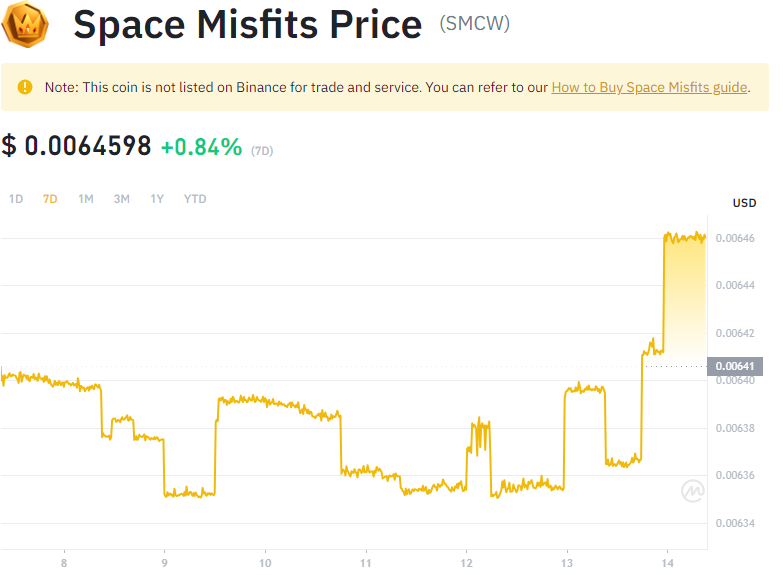 Space Misfits Price (SMCW)
Note: This coin is not listed on Binance for trade and service. You can refer to our How to Buy Space Misfits guide.
$ 0.0064598 +0.84% (7D)
1D 7D 1M 3M 1Y YTD
USD
0.00646
0.00644
0.00642
0.00641
0.00640
0.00638
0.00636
0.00634
8 9 10 11 12 13 14